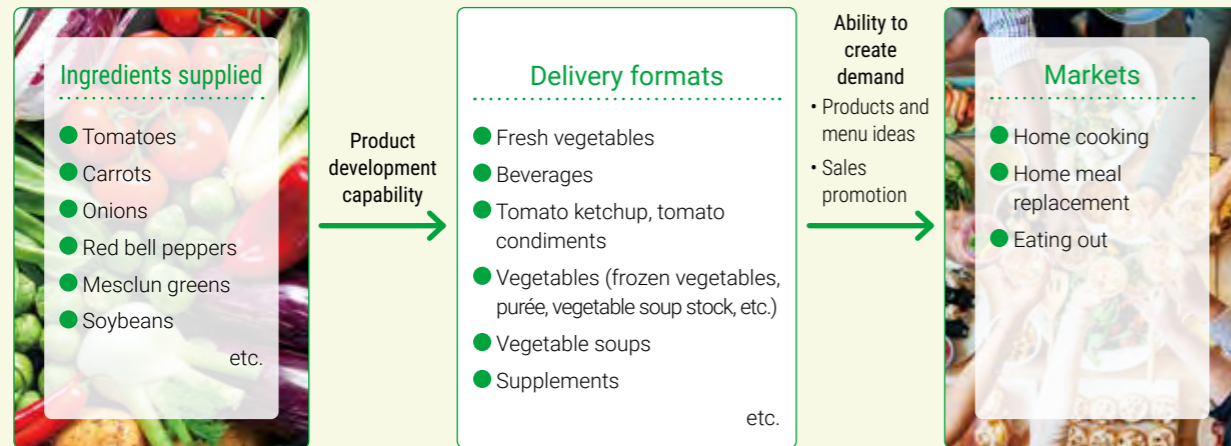 Ingredients supplied
Tomatoes
Carrots
Onions
Red bell peppers
Mesclun greens
Soybeans
etc.
Product
development
capability
Delivery formats
Fresh vegetables
Beverages
Tomato ketchup, tomato
condiments
Vegetables (frozen vegetables,
purée, vegetable soup stock, etc.)
Vegetable soups
Supplements
etc.
Ability to
create
demand
• Products and
menu ideas
• Sales
promotion
Markets
Home cooking
Home meal
replacement
Eating out